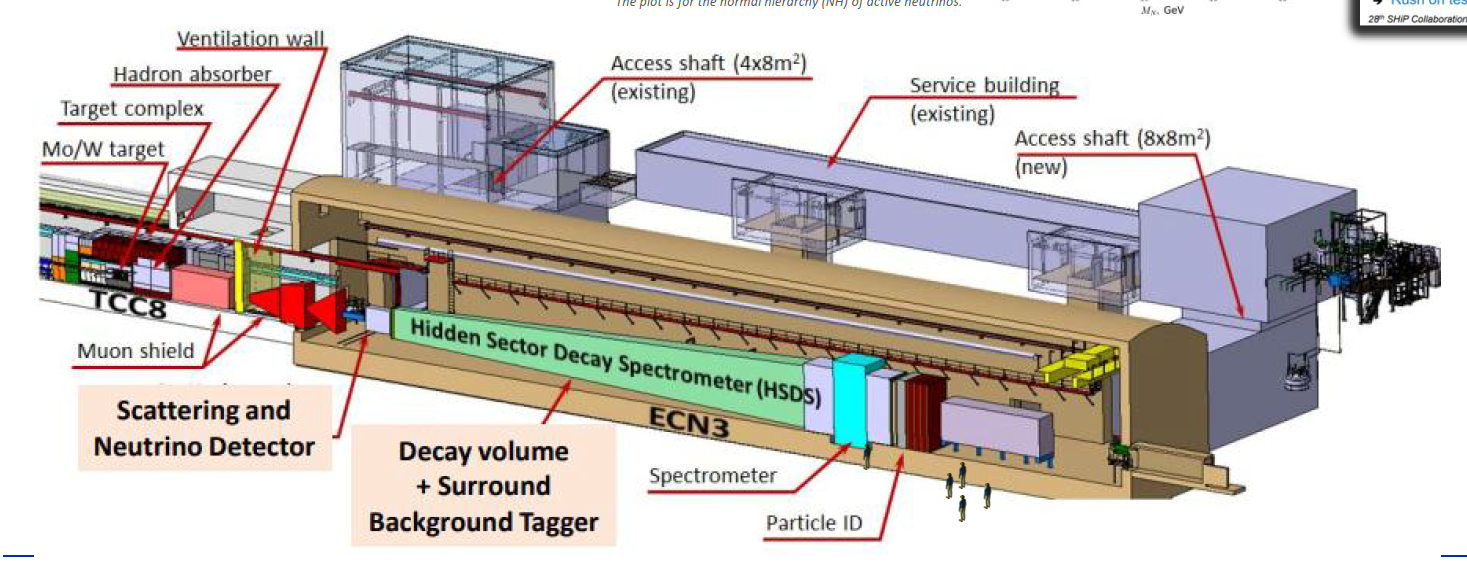 The plot is for the normal hierarchy (NH) of active neutrinos.
M_N, GeV
28th SHiP Collaboration
Ventilation wall
Hadron absorber
Target complex
Mo/W target
Access shaft (4x8m²)
(existing)
Service building
(existing)
Access shaft (8x8m²)
(new)
TCC8
Muon shield
Hidden Sector Decay Spectrometer (HSDS)
ECN3
Scattering and
Neutrino Detector
Decay volume
+ Surround
Background Tagger
Spectrometer
Particle ID